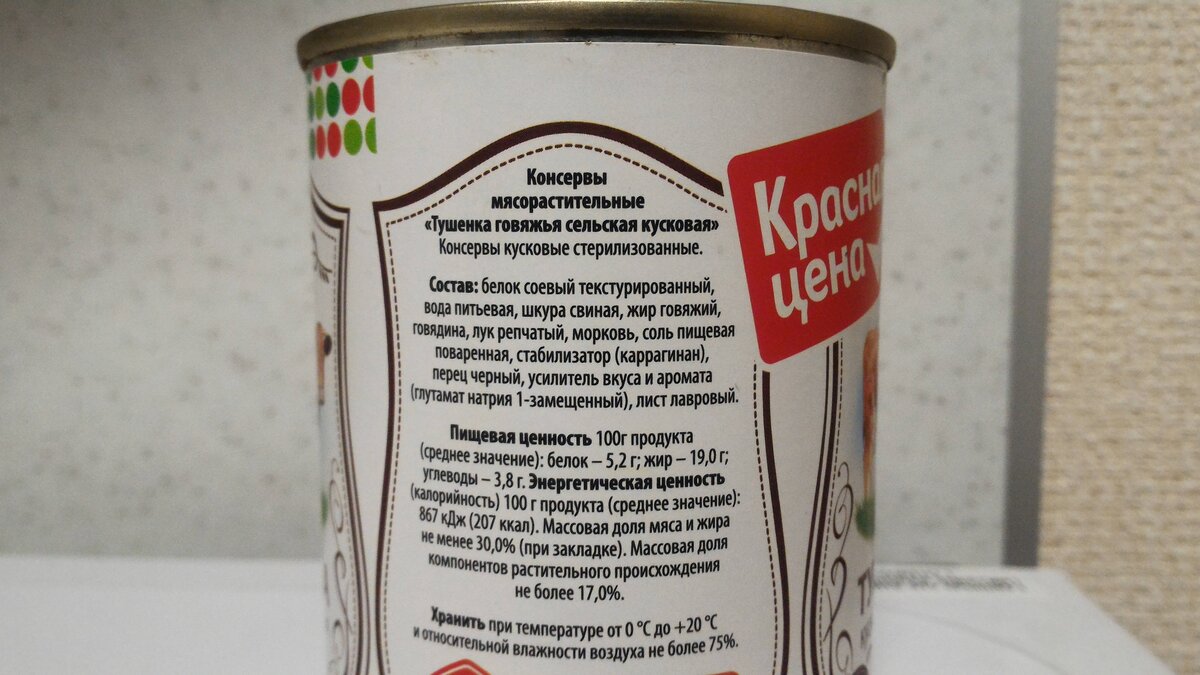 Консервы
мясорастительные
«Тушенка говяжья сельская кусковая»
Консервы кусковые стерилизованные.
Состав: белок соевый текстурированный,
вода питьевая, шкура свиная, жир говяжий,
говядина, лук репчатый, морковь, соль пищевая
поваренная, стабилизатор (каррагинан),
перец черный, усилитель вкуса и аромата
(глутамат натрия 1-замещенный), лист лавровый.
Пищевая ценность 100г продукта
(среднее значение): белок – 5,2 г; жир – 19,0 г;
углеводы – 3,8 г. Энергетическая ценность
(калорийность) 100 г продукта (среднее значение):
867 кДж (207 ккал). Массовая доля мяса и жира
не менее 30,0% (при закладке). Массовая доля
компонентов растительного происхождения
не более 17,0%.
Хранить при температуре от 0 °С до +20 °С
и относительной влажности воздуха не более 75%.
Красна
цена